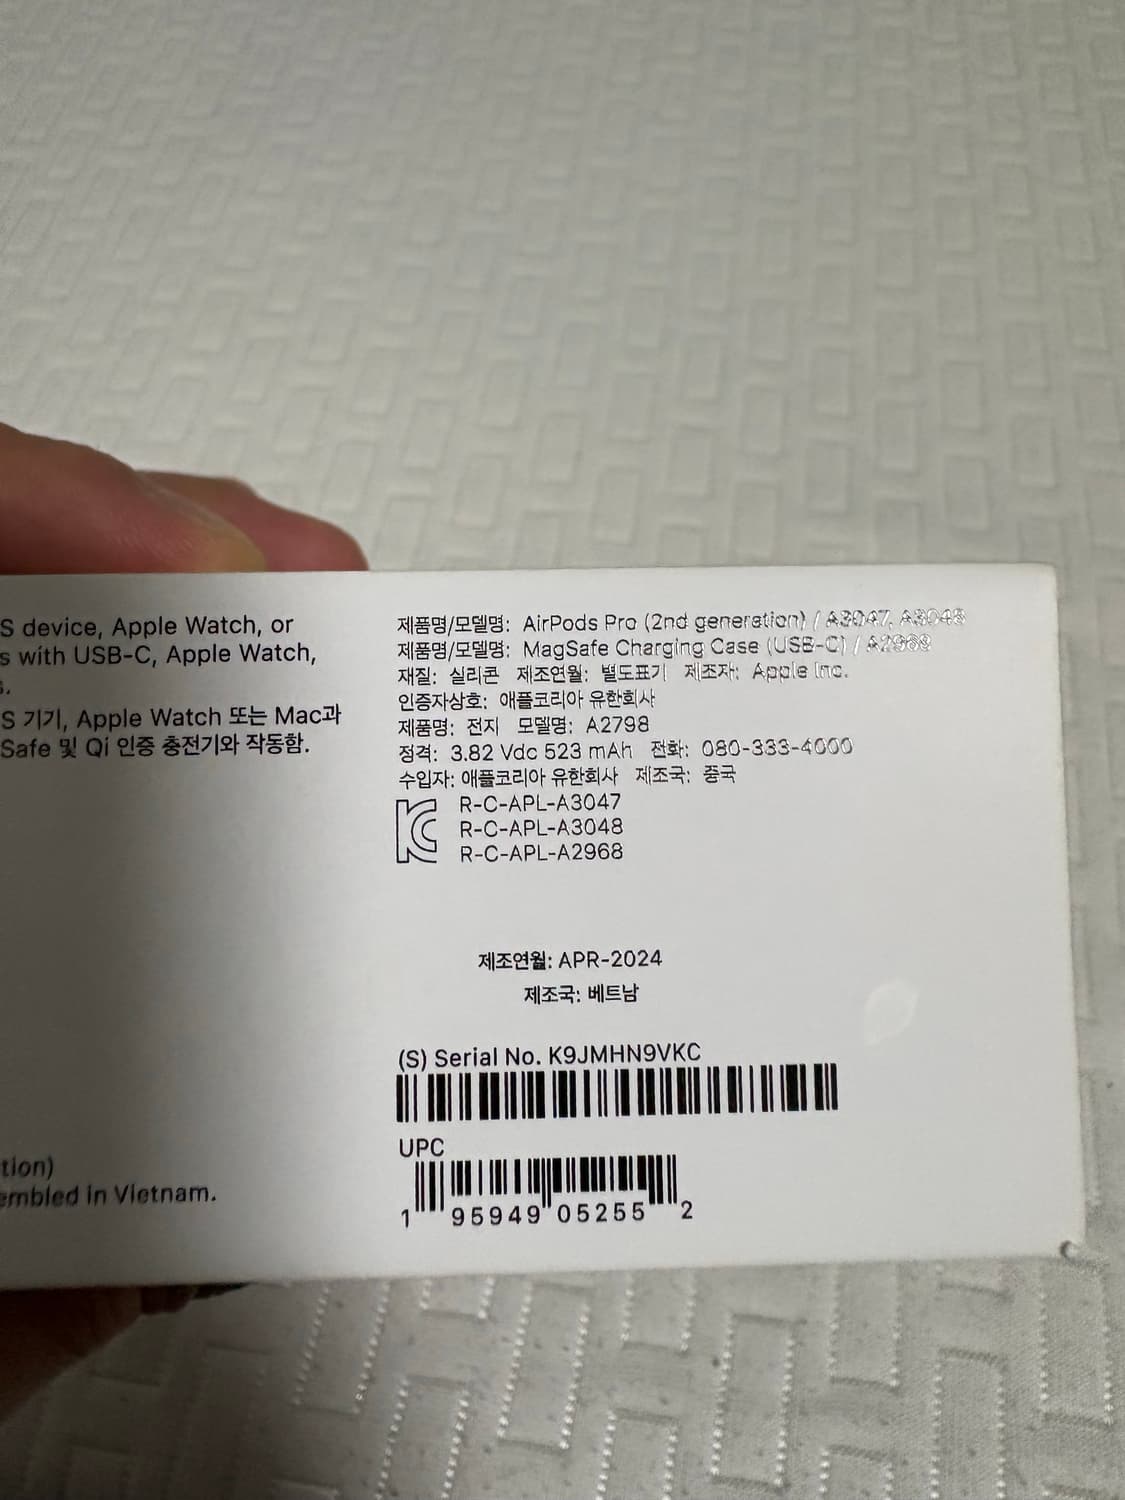 S device, Apple Watch, or
s with USB-C, Apple Watch,
s.
S 기기, Apple Watch 또는 Mac과
Safe 및 Qi 인증 충전기와 작동함.
tion)
embled in Vietnam.
제품명/모델명: AirPods Pro (2nd generation) / A3047, A3048
제품명/모델명: MagSafe Charging Case (USB-C) / A2968
재질: 실리콘 제조연월: 별도표기 제조자: Apple Inc.
인증자상호: 애플코리아 유한회사
제품명: 전지 모델명: A2798
정격: 3.82 Vdc 523 mAh 전화: 080-333-4000
수입자: 애플코리아 유한회사 제조국: 중국
R-C-APL-A3047
R-C-APL-A3048
R-C-APL-A2968
제조연월: APR-2024
제조국: 베트남
(S) Serial No. K9JMHN9VKC
UPC
1 95949 05255 2